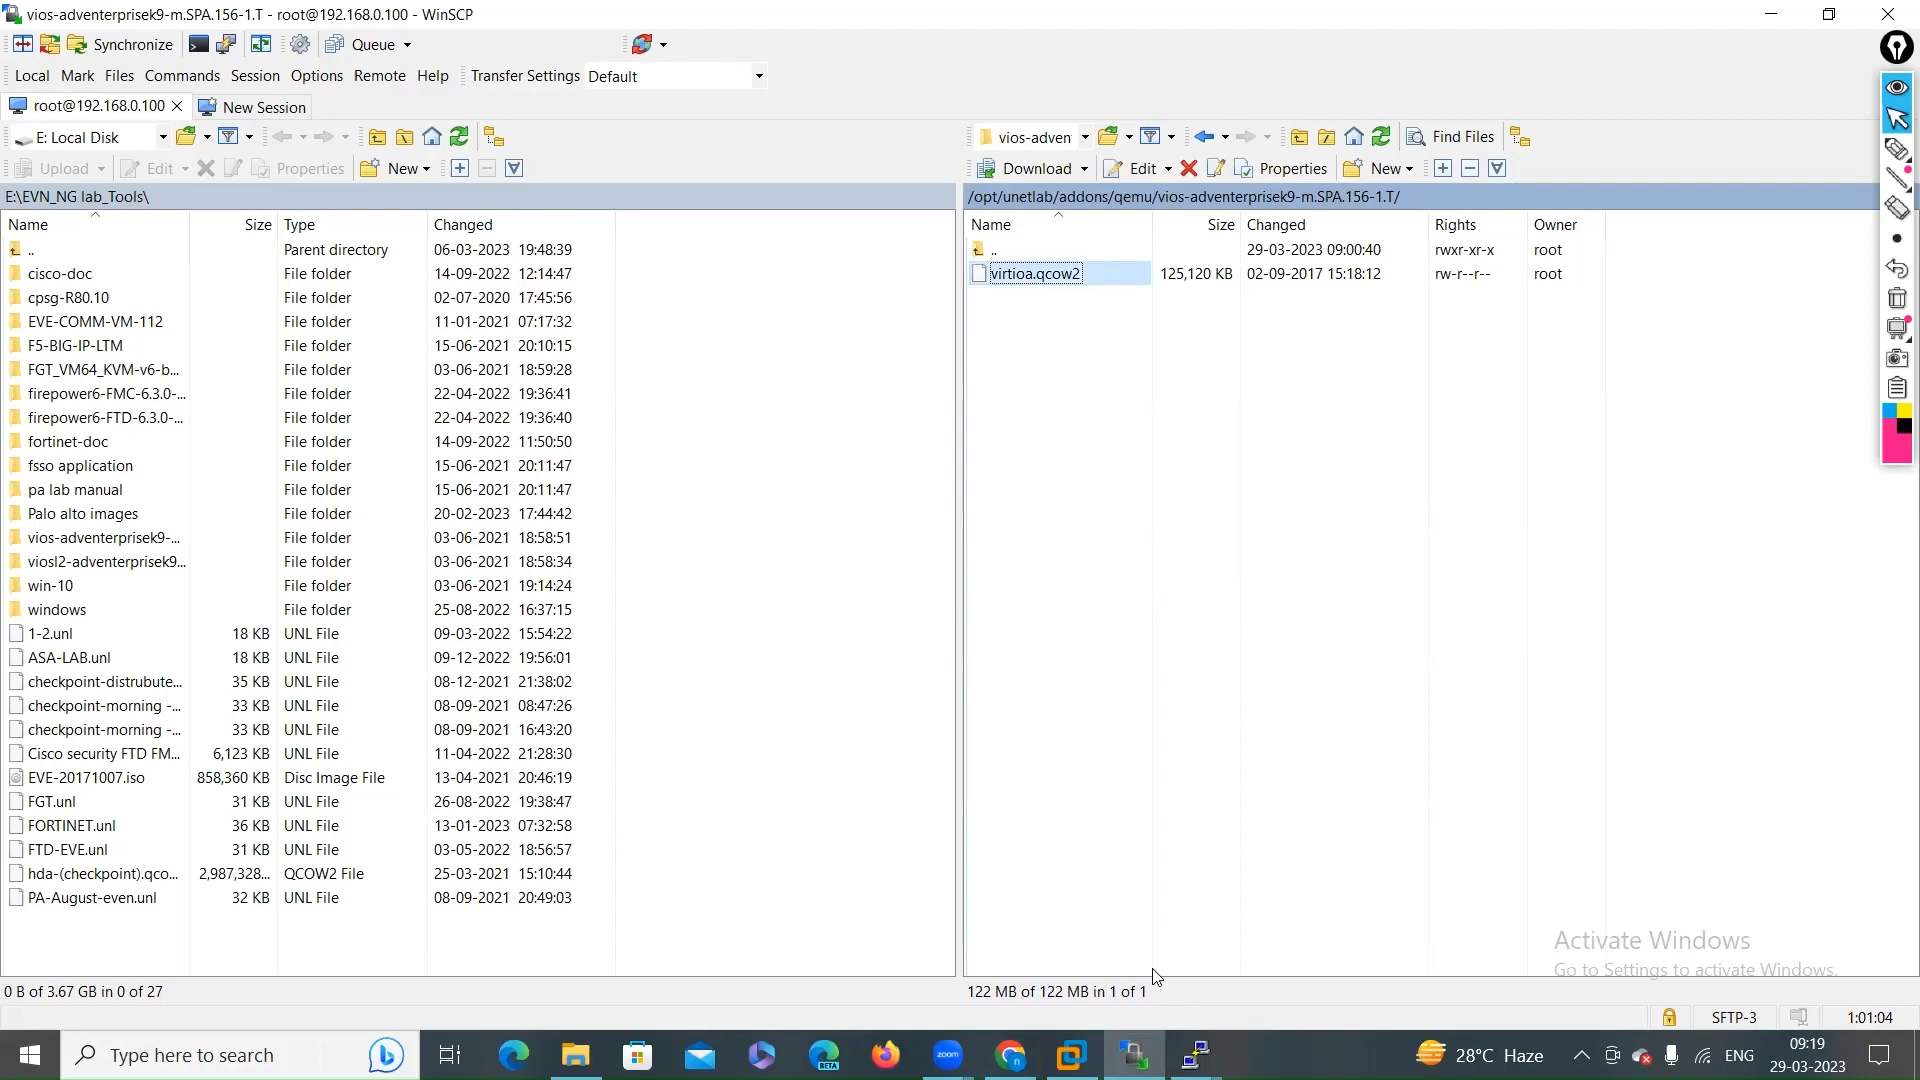 vios-adventerprisek9-m.SPA.156-1.T - root@192.168.0.100 - WinSCP
Synchronize Queue
Local Mark Files Commands Session Options Remote Help Transfer Settings Default
root@192.168.0.100 New Session
E: Local Disk vios-adven Find Files
Upload Edit Properties New Download Edit Properties New
E:\EVN_NG lab_Tools\ /opt/unetlab/addons/qemu/vios-adventerprisek9-m.SPA.156-1.T/
Name Size Type Changed Name Size Changed Rights Owner
.. Parent directory 06-03-2023 19:48:39 .. 29-03-2023 09:00:40 rwxr-xr-x root
cisco-doc File folder 14-09-2022 12:14:47 virtioa.qcow2 125,120 KB 02-09-2017 15:18:12 rw-r--r-- root
cpsg-R80.10 File folder 02-07-2020 17:45:56
EVE-COMM-VM-112 File folder 11-01-2021 07:17:32
F5-BIG-IP-LTM File folder 15-06-2021 20:10:15
FGT_VM64_KVM-v6-b... File folder 03-06-2021 18:59:28
firepower6-FMC-6.3.0-... File folder 22-04-2022 19:36:41
firepower6-FTD-6.3.0-... File folder 22-04-2022 19:36:40
fortinet-doc File folder 14-09-2022 11:50:50
fsso application File folder 15-06-2021 20:11:47
pa lab manual File folder 15-06-2021 20:11:47
Palo alto images File folder 20-02-2023 17:44:42
vios-adventerprisek9-... File folder 03-06-2021 18:58:51
viosl2-adventerprisek9... File folder 03-06-2021 18:58:34
win-10 File folder 03-06-2021 19:14:24
windows File folder 25-08-2022 16:37:15
1-2.unl 18 KB UNL File 09-03-2022 15:54:22
ASA-LAB.unl 18 KB UNL File 09-12-2022 19:56:01
checkpoint-distrubute... 35 KB UNL File 08-12-2021 21:38:02
checkpoint-morning -... 33 KB UNL File 08-09-2021 08:47:26
checkpoint-morning -... 33 KB UNL File 08-09-2021 16:43:20
Cisco security FTD FM... 6,123 KB UNL File 11-04-2022 21:28:30
EVE-20171007.iso 858,360 KB Disc Image File 13-04-2021 20:46:19
FGT.unl 31 KB UNL File 26-08-2022 19:38:47
FORTINET.unl 36 KB UNL File 13-01-2023 07:32:58
FTD-EVE.unl 31 KB UNL File 03-05-2022 18:56:57
hda-(checkpoint).qco... 2,987,328... QCOW2 File 25-03-2021 15:10:44
PA-August-even.unl 32 KB UNL File 08-09-2021 20:49:03
Activate Windows
Go to Settings to activate Windows.
0 B of 3.67 GB in 0 of 27 122 MB of 122 MB in 1 of 1
SFTP-3 1:01:04
Type here to search BETA zoom n 28°C Haze ENG 09:19
29-03-2023